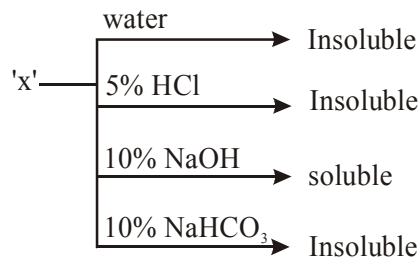 water
Insoluble
'x'
5% HCl
Insoluble
10% NaOH
soluble
10% NaHCO₃
Insoluble